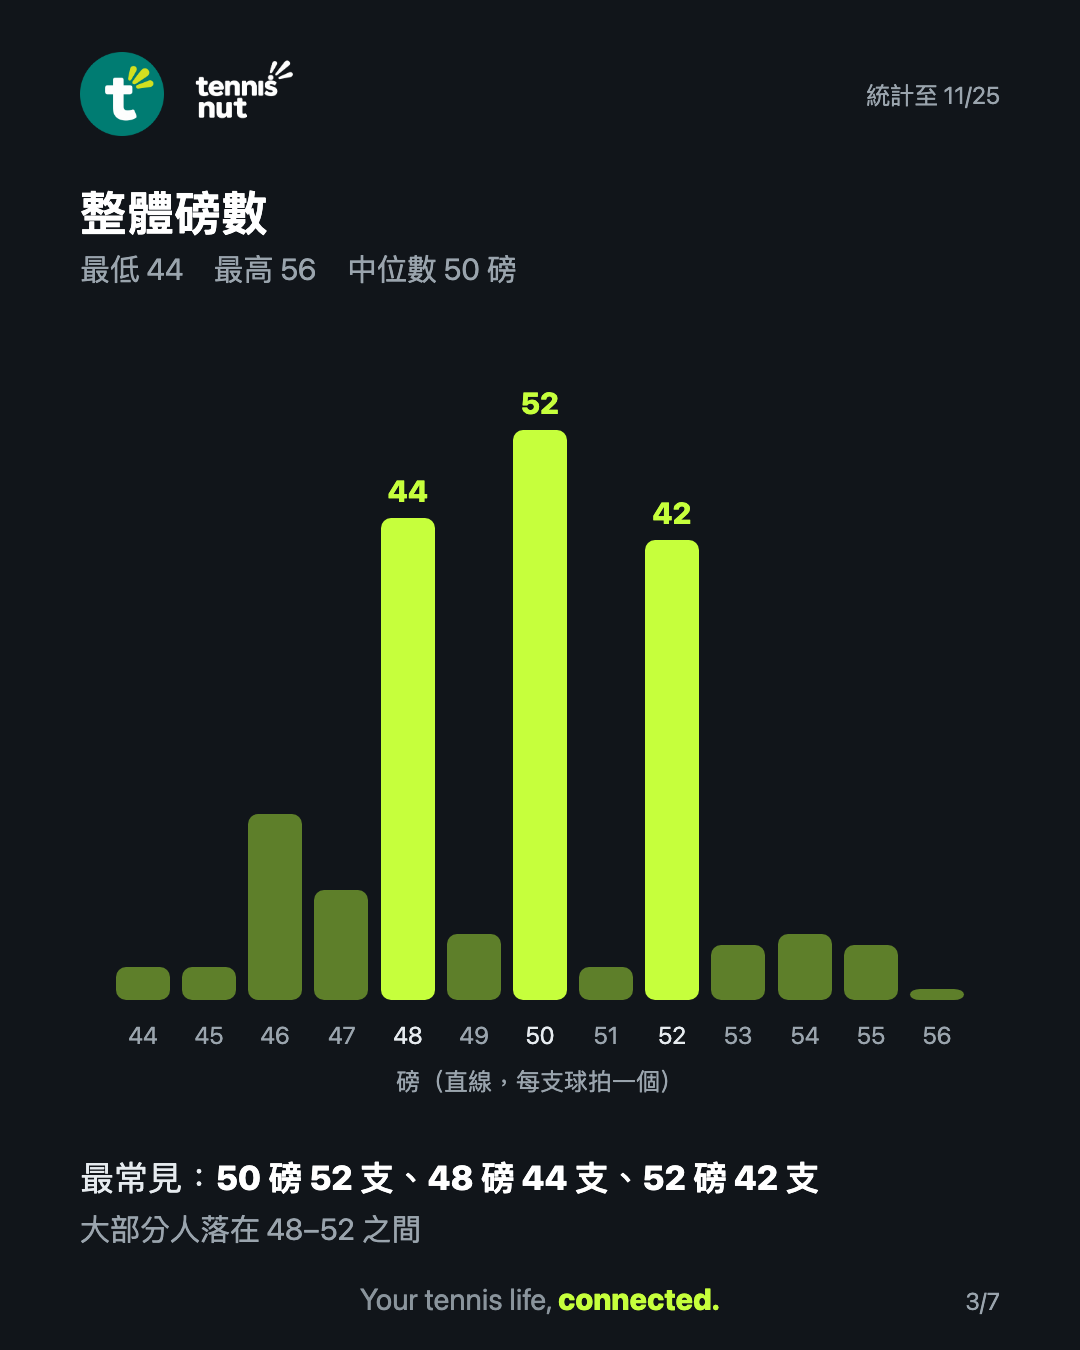 t
tennis
nut
統計至 11/25
整體磅數
最低 44 最高 56 中位數 50 磅
52
44
42
44 45 46 47 48 49 50 51 52 53 54 55 56
磅（直線，每支球拍一個）
最常見：50 磅 52 支、48 磅 44 支、52 磅 42 支
大部分人落在 48–52 之間
Your tennis life, connected.
3/7